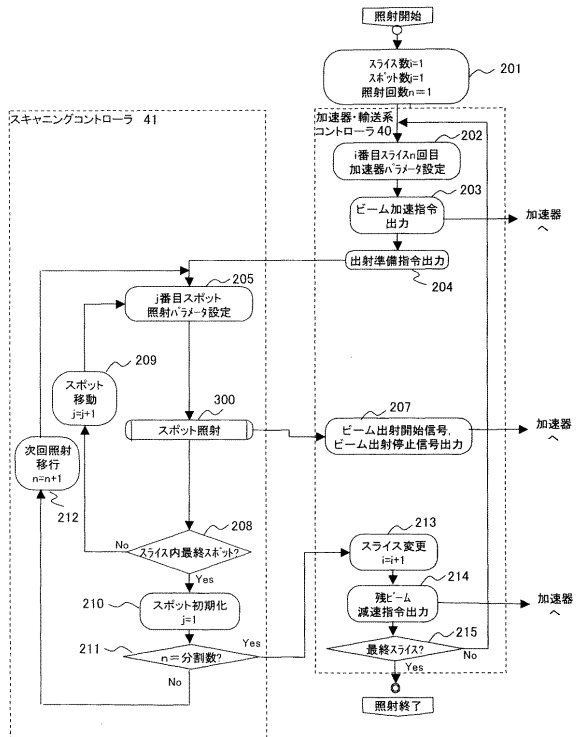 照射開始
スライス数i=1
スポット数j=1
照射回数n=1
201
スキャニングコントローラ 41
加速器・輸送系
コントローラ40
202
i番目スライスn回目
加速器パラメータ設定
203
ビーム加速指令
出力
加速器
へ
出射準備指令出力
204
205
j番目スポット
照射パラメータ設定
209
スポット
移動
j=j+1
300
スポット照射
207
ビーム出射開始信号,
ビーム出射停止信号出力
加速器
へ
次回照射
移行
n=n+1
212
208
スライス内最終スポット?
No
Yes
213
スライス変更
i=i+1
210
スポット初期化
j=1
214
残ビーム
減速指令出力
加速器
へ
211
n=分割数?
Yes
No
215
最終スライス?
No
Yes
照射終了